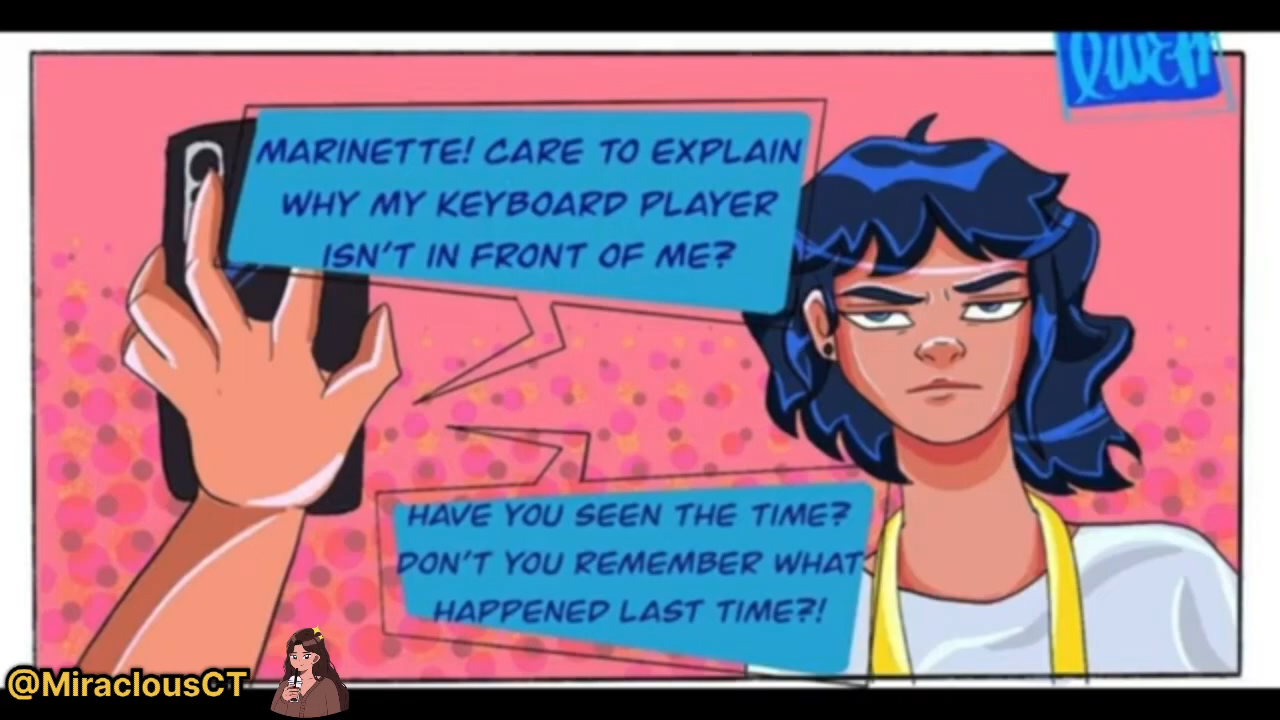 MARINETTE! CARE TO EXPLAIN
WHY MY KEYBOARD PLAYER
ISN'T IN FRONT OF ME?
HAVE YOU SEEN THE TIME?
DON'T YOU REMEMBER WHAT
HAPPENED LAST TIME?!
@MiraclousCT